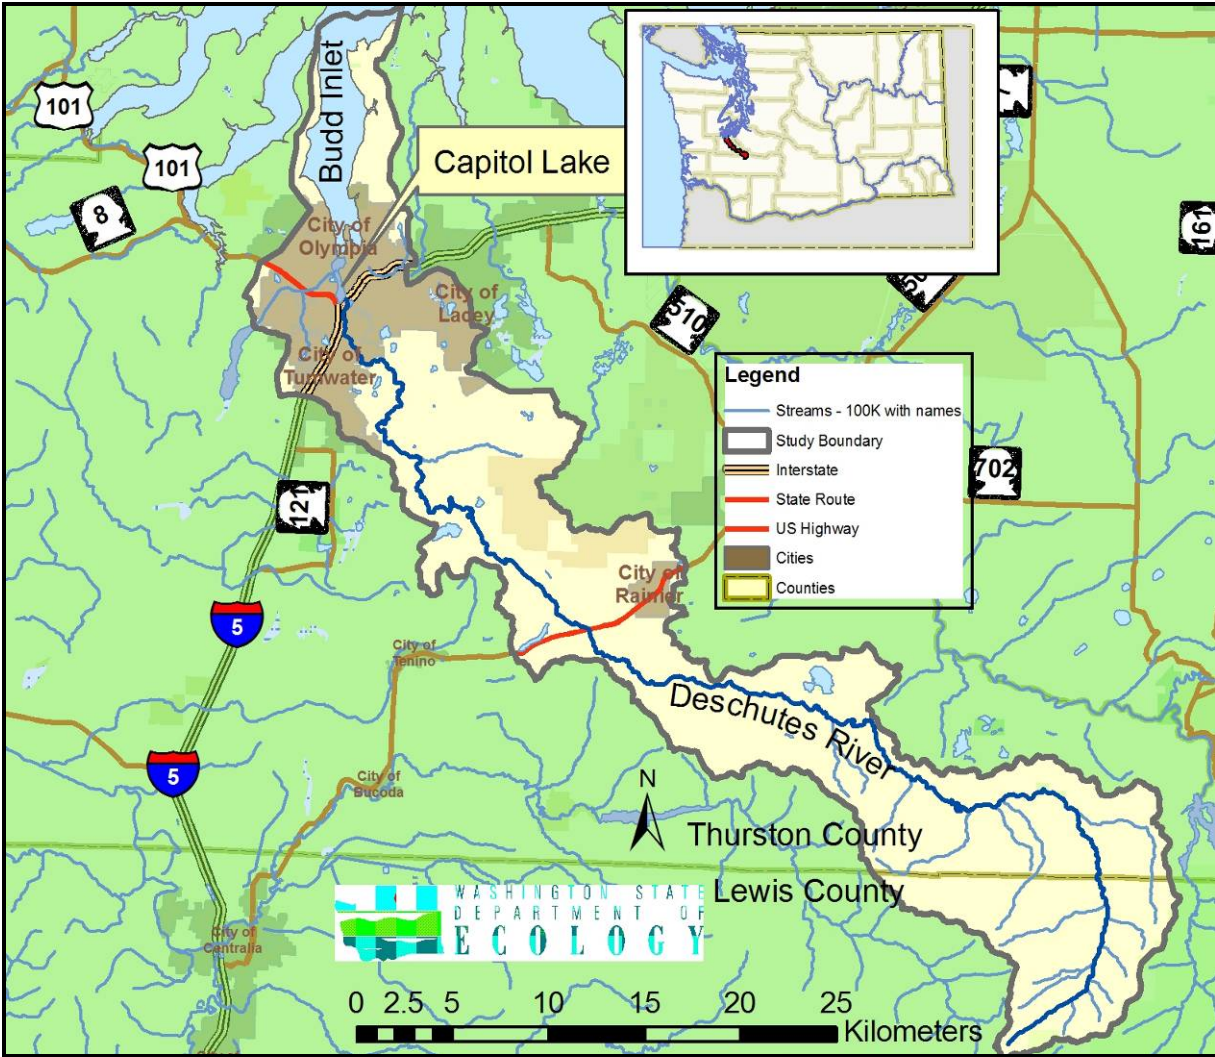 Budd Inlet
101
101
8
Capitol Lake
7
161
City of
Olympia
City of
Lacey
510
City of
Tumwater
Legend
Streams - 100K with names
Study Boundary
Interstate
State Route
US Highway
Cities
Counties
702
121
City of
Rainier
5
City of
Tenino
Deschutes River
5
City of
Bucoda
N
Thurston County
Lewis County
WASHINGTON STATE
DEPARTMENT OF
ECOLOGY
City of
Centralia
0 2.5 5 10 15 20 25
Kilometers